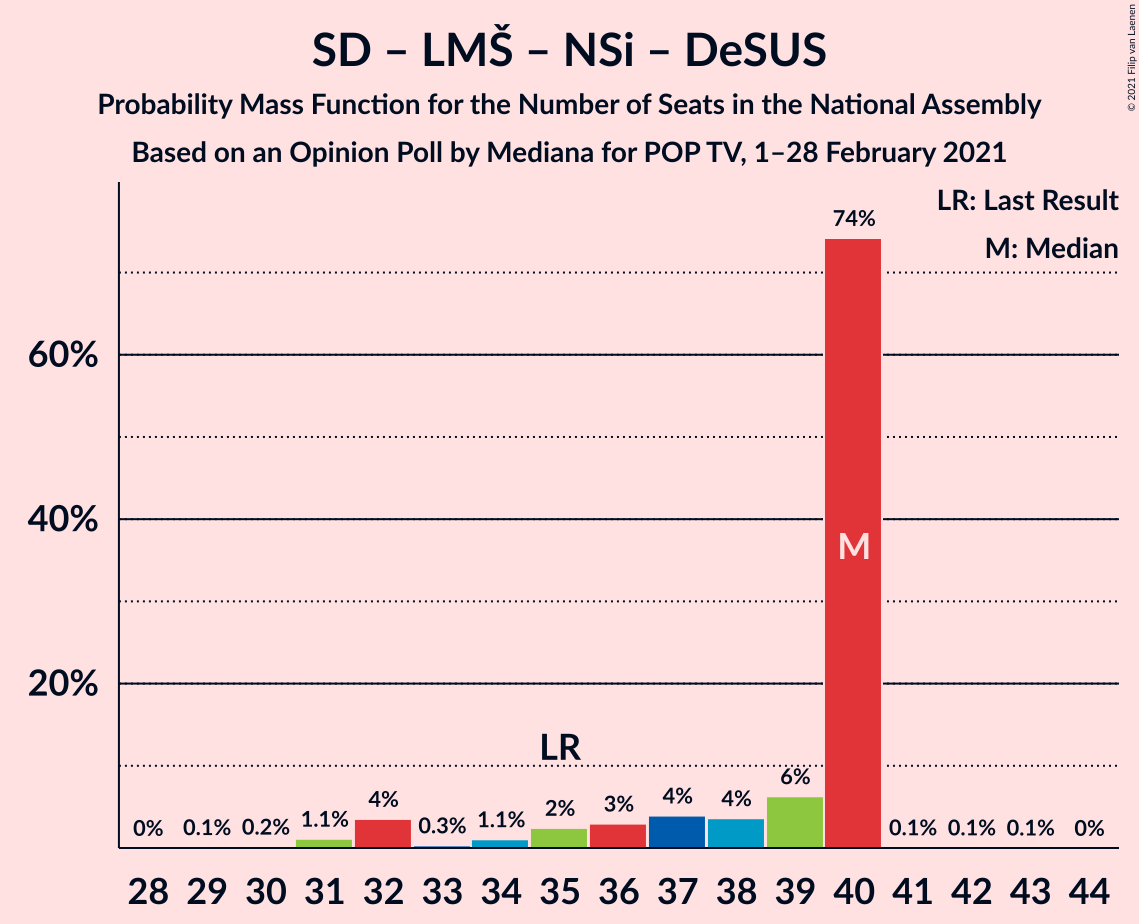 SD – LMŠ – NSi – DeSUS
Probability Mass Function for the Number of Seats in the National Assembly
Based on an Opinion Poll by Mediana for POP TV, 1–28 February 2021
© 2021 Filip van Laenen
LR: Last Result
M: Median
60%
40%
20%
0%
0.1%
0.2%
1.1%
4%
0.3%
1.1%
2%
3%
4%
4%
6%
74%
0.1%
0.1%
0.1%
0%
LR
M
28 29 30 31 32 33 34 35 36 37 38 39 40 41 42 43 44